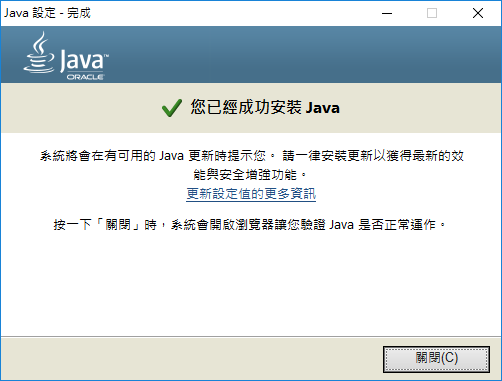 Java 設定 - 完成
Java™
ORACLE
您已經成功安裝 Java
系統將會在有可用的 Java 更新時提示您。 請一律安裝更新以獲得最新的效
能與安全增強功能。
更新設定值的更多資訊
按一下「關閉」時，系統會開啟瀏覽器讓您驗證 Java 是否正常運作。
關閉(C)